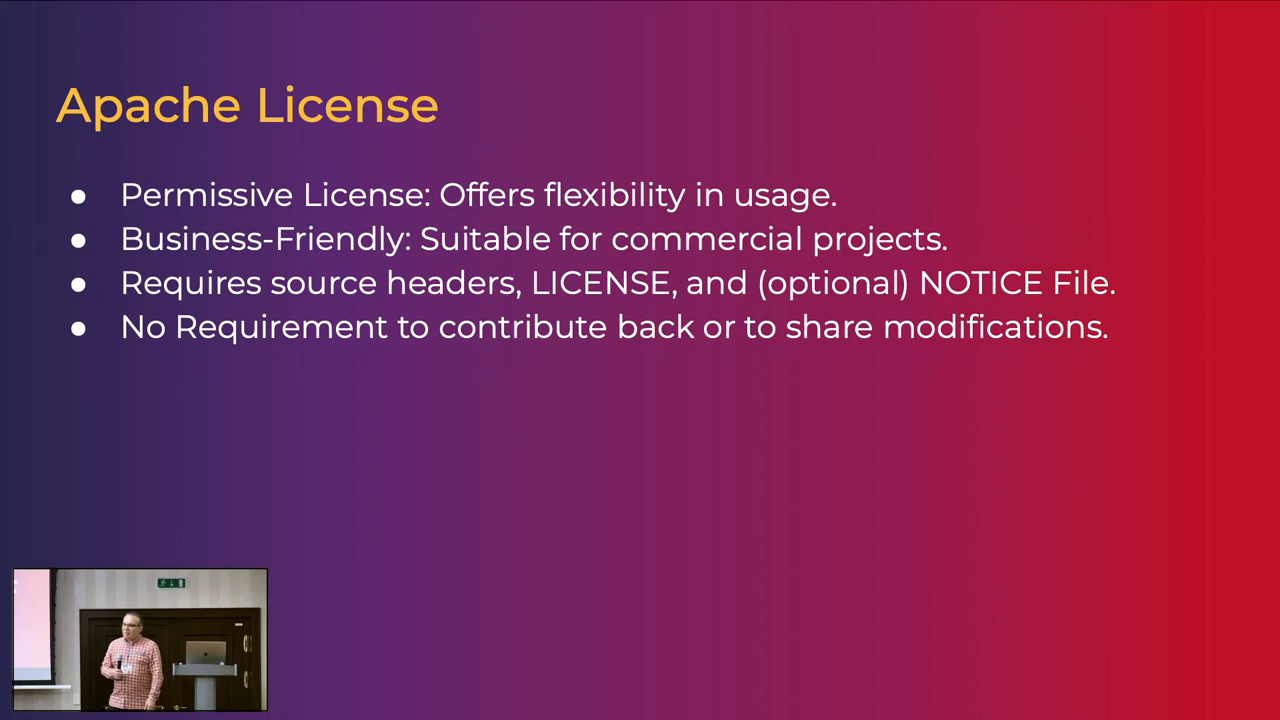 Apache License
● Permissive License: Offers flexibility in usage.
● Business-Friendly: Suitable for commercial projects.
● Requires source headers, LICENSE, and (optional) NOTICE File.
● No Requirement to contribute back or to share modifications.